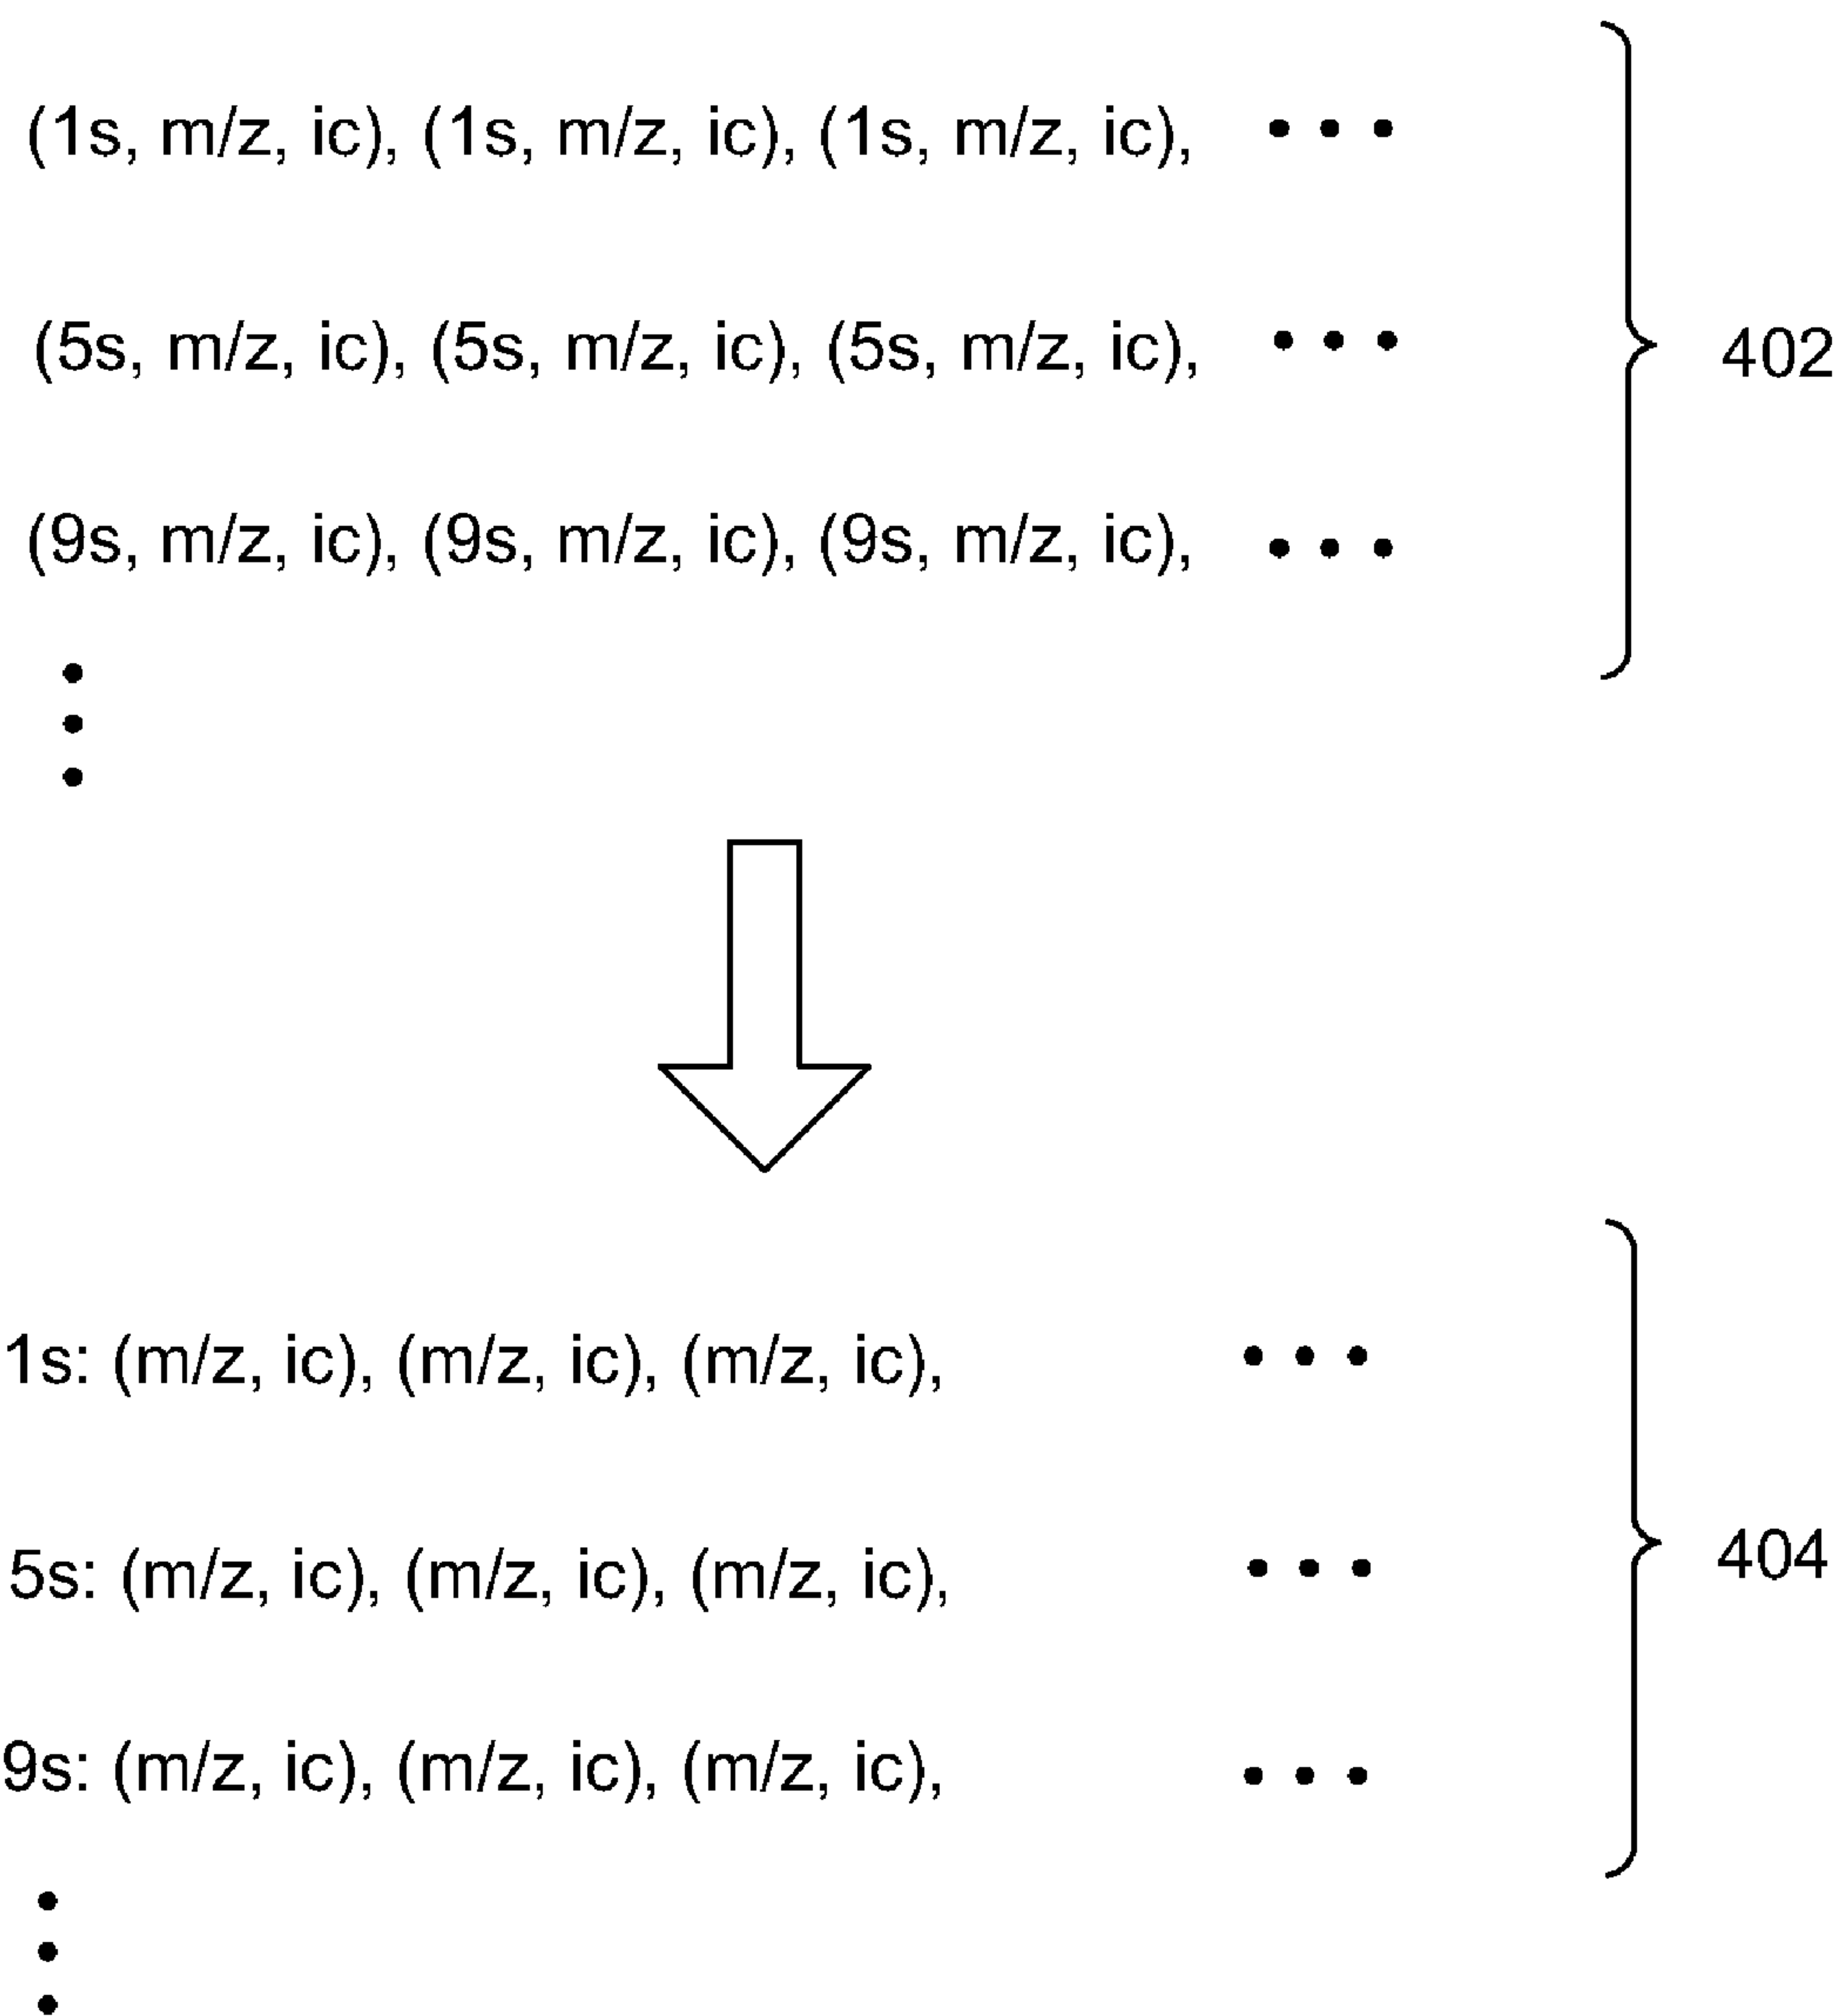 (1s, m/z, ic), (1s, m/z, ic), (1s, m/z, ic), •••
(5s, m/z, ic), (5s, m/z, ic), (5s, m/z, ic), •••
402
(9s, m/z, ic), (9s, m/z, ic), (9s, m/z, ic), •••
1s: (m/z, ic), (m/z, ic), (m/z, ic), •••
5s: (m/z, ic), (m/z, ic), (m/z, ic), •••
404
9s: (m/z, ic), (m/z, ic), (m/z, ic), •••